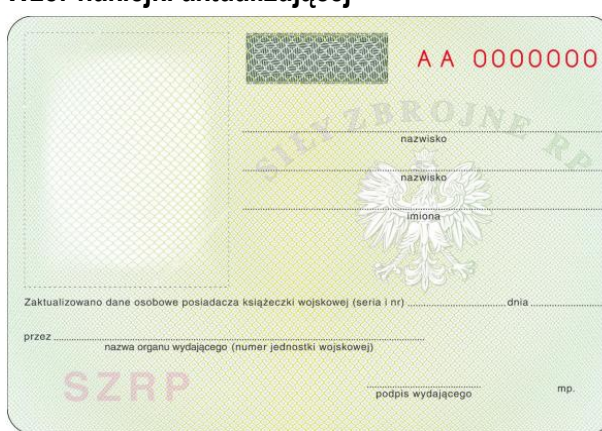 Wzór naklejki aktualizującej
AA 0000000
SIŁY ZBROJNE RP
nazwisko
nazwisko
imiona
Zaktualizowano dane osobowe posiadacza książeczki wojskowej (seria i nr) dnia
przez
nazwa organu wydającego (numer jednostki wojskowej)
SZRP
podpis wydającego
mp.